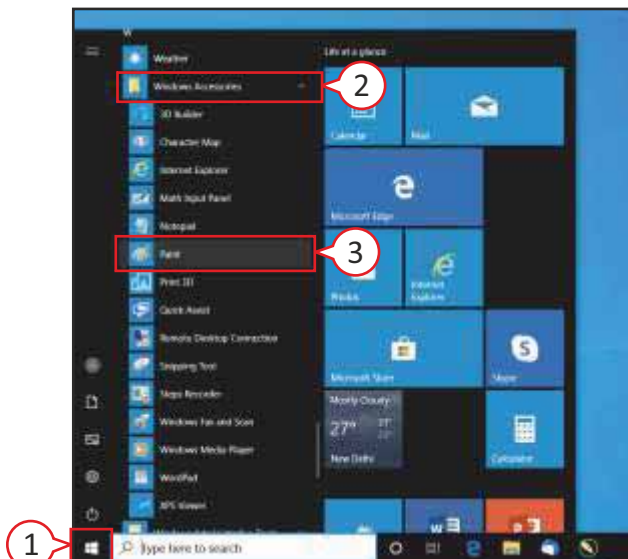 W
Weather
Windows Accessories
3D Builder
Character Map
Internet Explorer
Math Input Panel
Notepad
Paint
Print 3D
Quick Assist
Remote Desktop Connection
Snipping Tool
Steps Recorder
Windows Fax and Scan
Windows Media Player
WordPad
XPS Viewer
Life at a glance
Calendar
Mail
Microsoft Edge
Photos
Internet Explorer
Microsoft Store
Skype
Mostly Cloudy
27°
New Delhi
Calculator
Type here to search
1
2
3